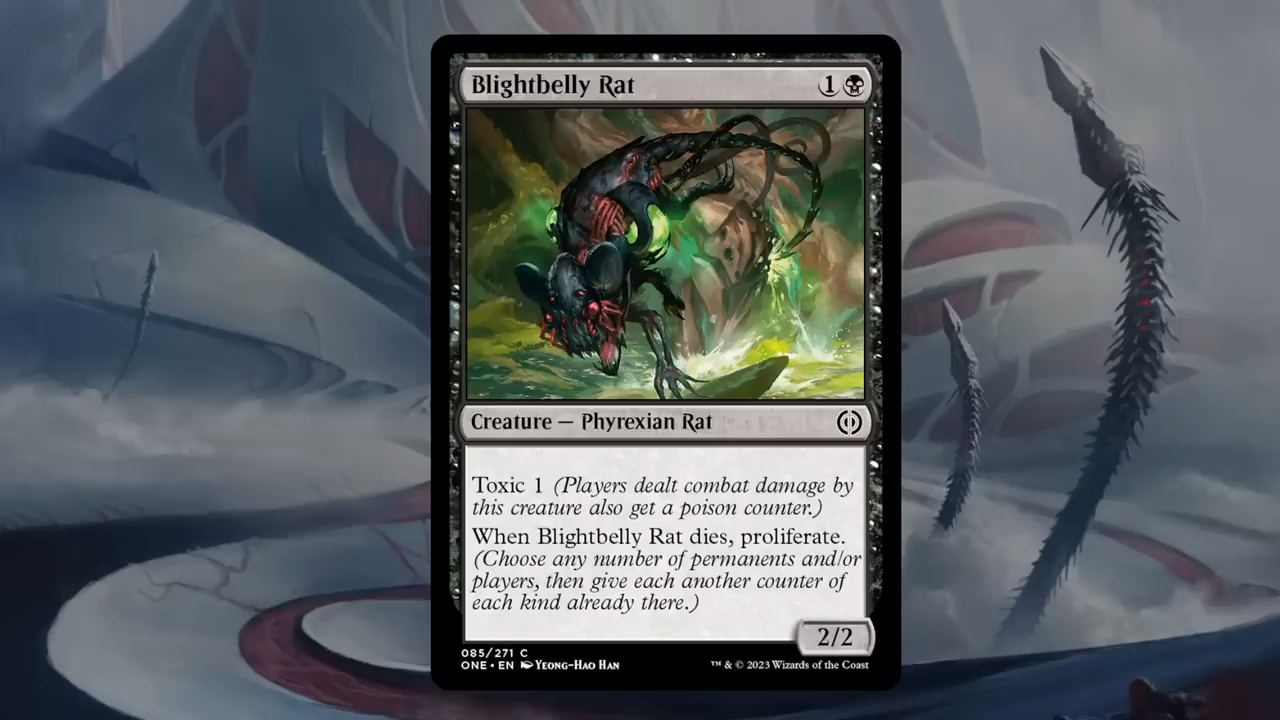 Blightbelly Rat 1
Creature — Phyrexian Rat
Toxic 1 (Players dealt combat damage by
this creature also get a poison counter.)
When Blightbelly Rat dies, proliferate.
(Choose any number of permanents and/or
players, then give each another counter of
each kind already there.)
2/2
085/271 C
ONE • EN Yeong-Hao Han
™ & © 2023 Wizards of the Coast